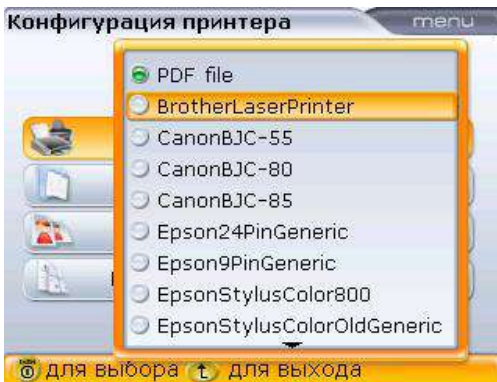 Конфигурация принтера menu
PDF file
BrotherLaserPrinter
CanonBJC-55
CanonBJC-80
CanonBJC-85
Epson24PinGeneric
Epson9PinGeneric
EpsonStylusColor800
EpsonStylusColorOldGeneric
для выбора для выхода